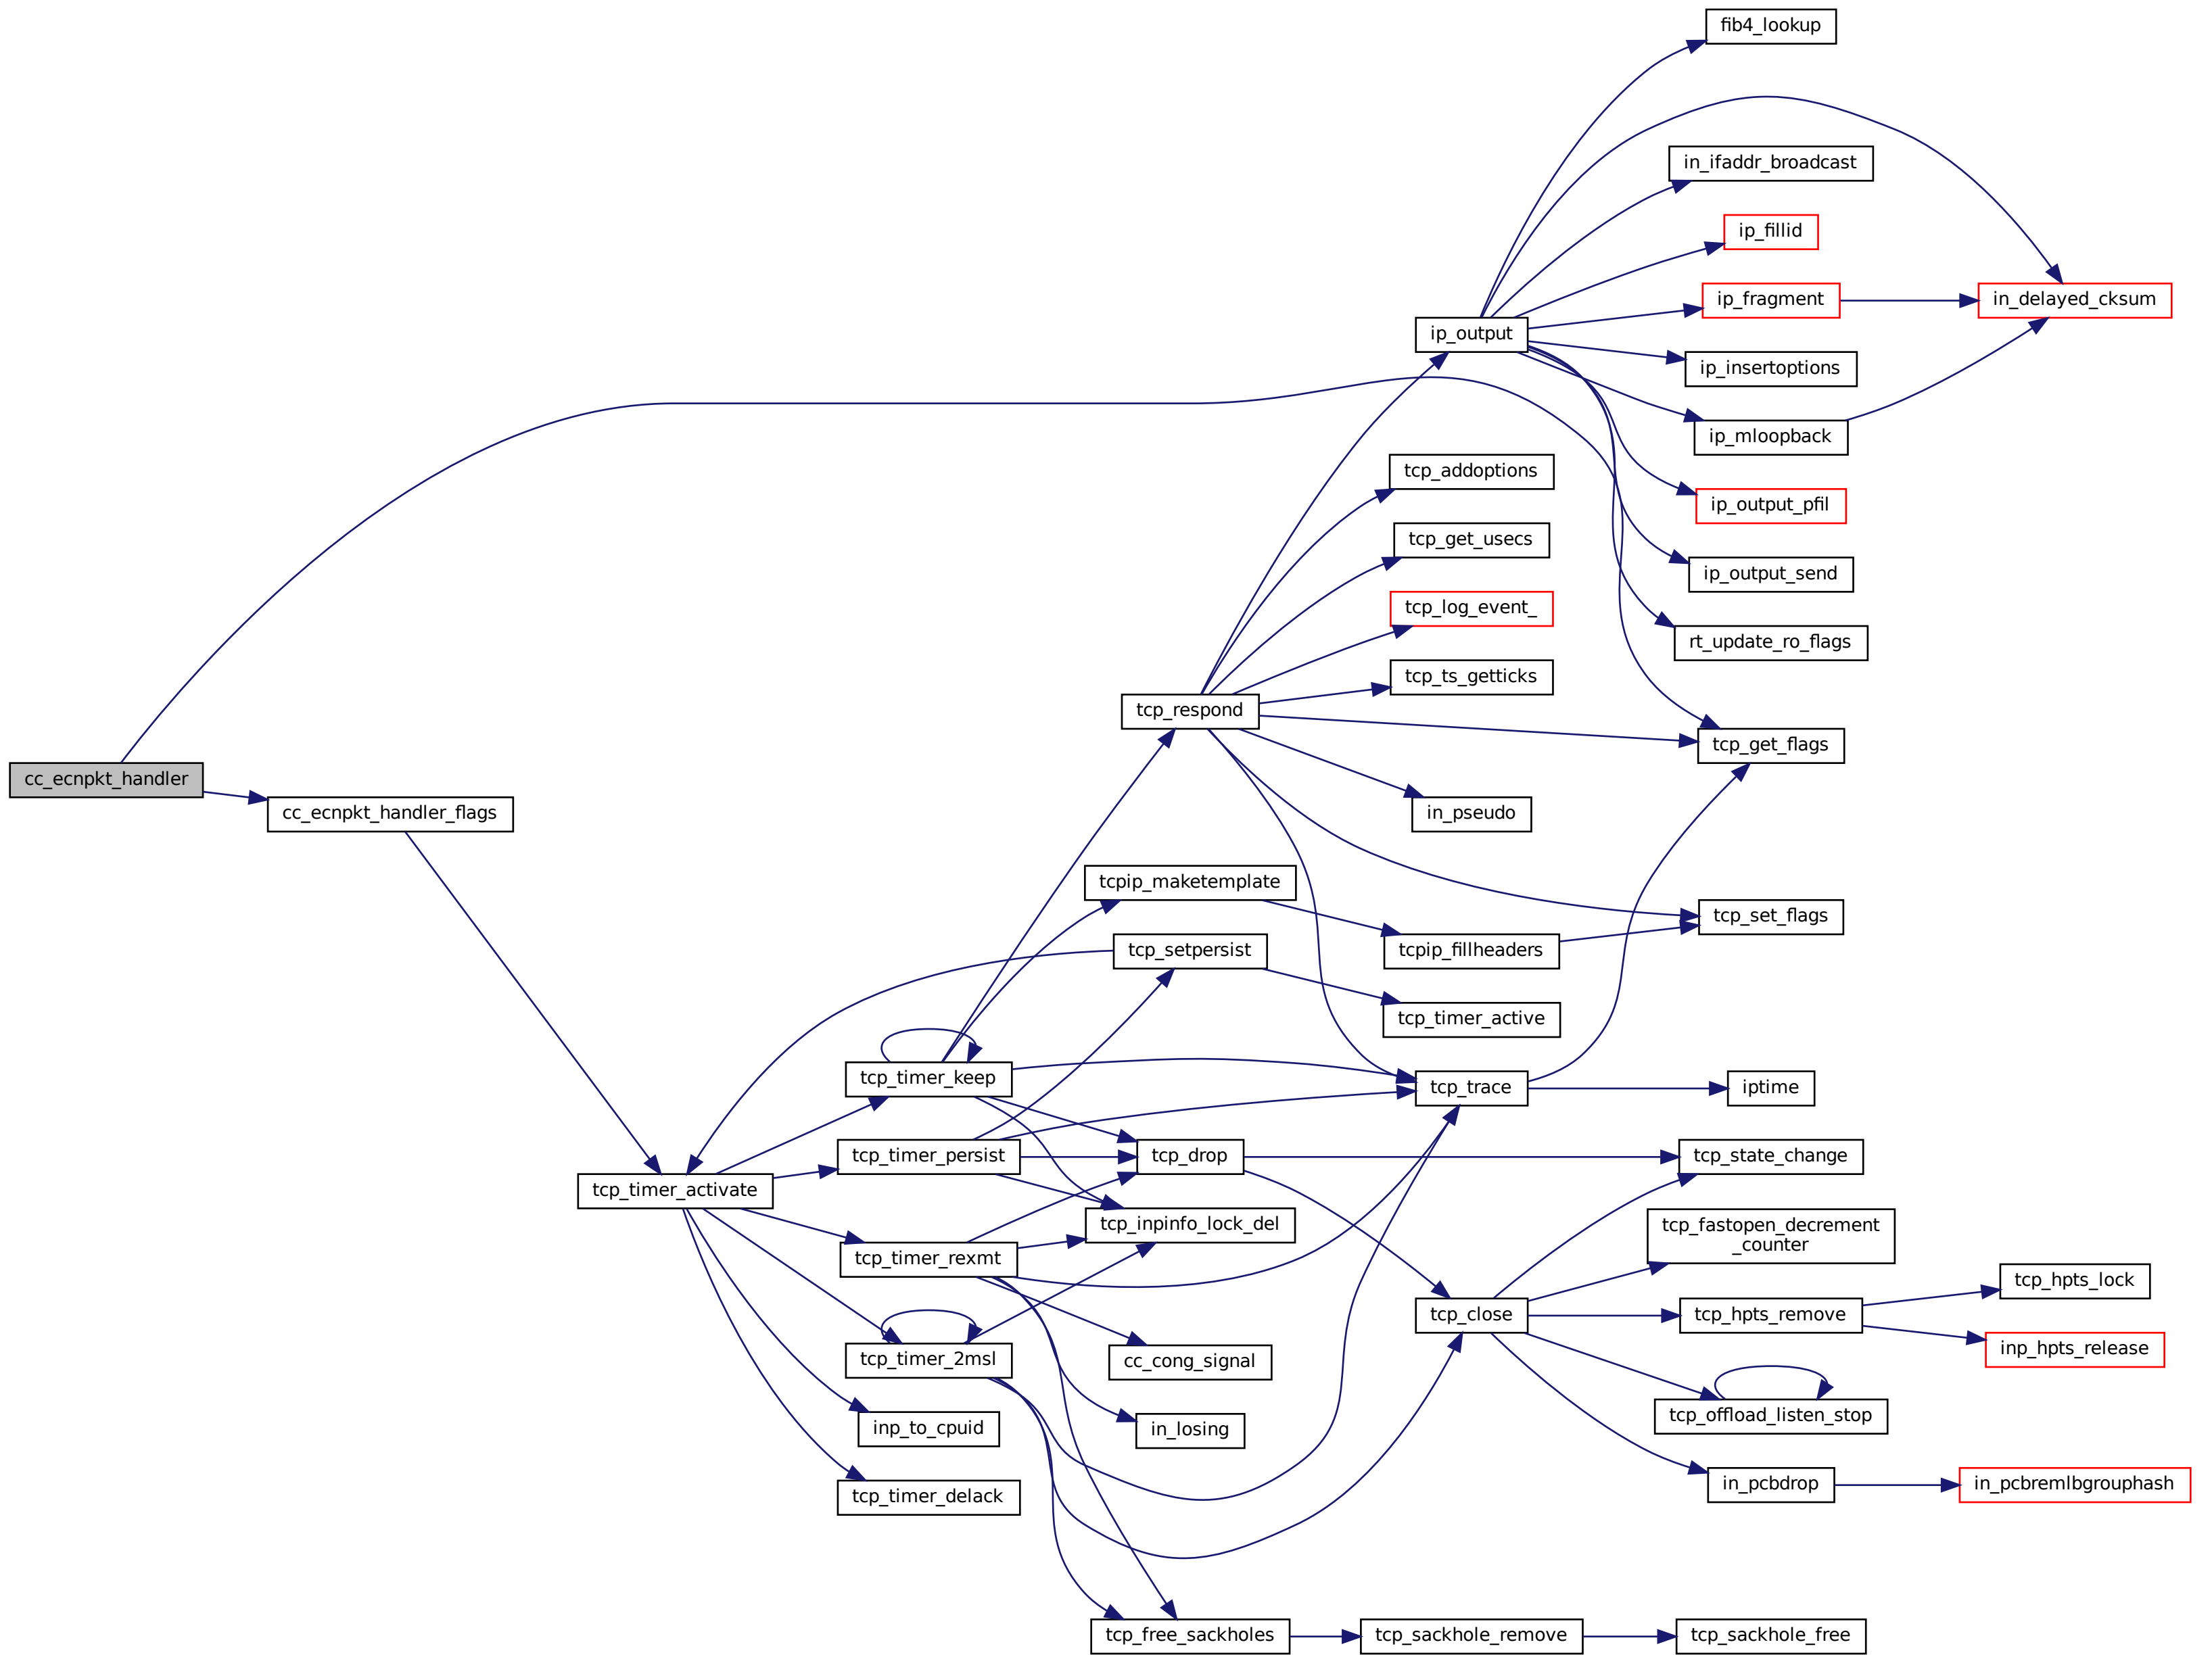 fib4_lookup
in_ifaddr_broadcast
ip_fillid
ip_fragment
in_delayed_cksum
ip_output
ip_insertoptions
ip_mloopback
tcp_addoptions
ip_output_pfil
tcp_get_usecs
ip_output_send
tcp_log_event_
rt_update_ro_flags
tcp_ts_getticks
tcp_respond
tcp_get_flags
cc_ecnpkt_handler
cc_ecnpkt_handler_flags
in_pseudo
tcpip_maketemplate
tcp_set_flags
tcp_setpersist
tcpip_fillheaders
tcp_timer_active
tcp_timer_keep
tcp_trace
iptime
tcp_timer_persist
tcp_drop
tcp_state_change
tcp_timer_activate
tcp_inpinfo_lock_del
tcp_fastopen_decrement
_counter
tcp_timer_rexmt
tcp_hpts_lock
tcp_close
tcp_hpts_remove
inp_hpts_release
tcp_timer_2msl
cc_cong_signal
tcp_offload_listen_stop
inp_to_cpuid
in_losing
in_pcbdrop
in_pcbremlbgrouphash
tcp_timer_delack
tcp_free_sackholes
tcp_sackhole_remove
tcp_sackhole_free